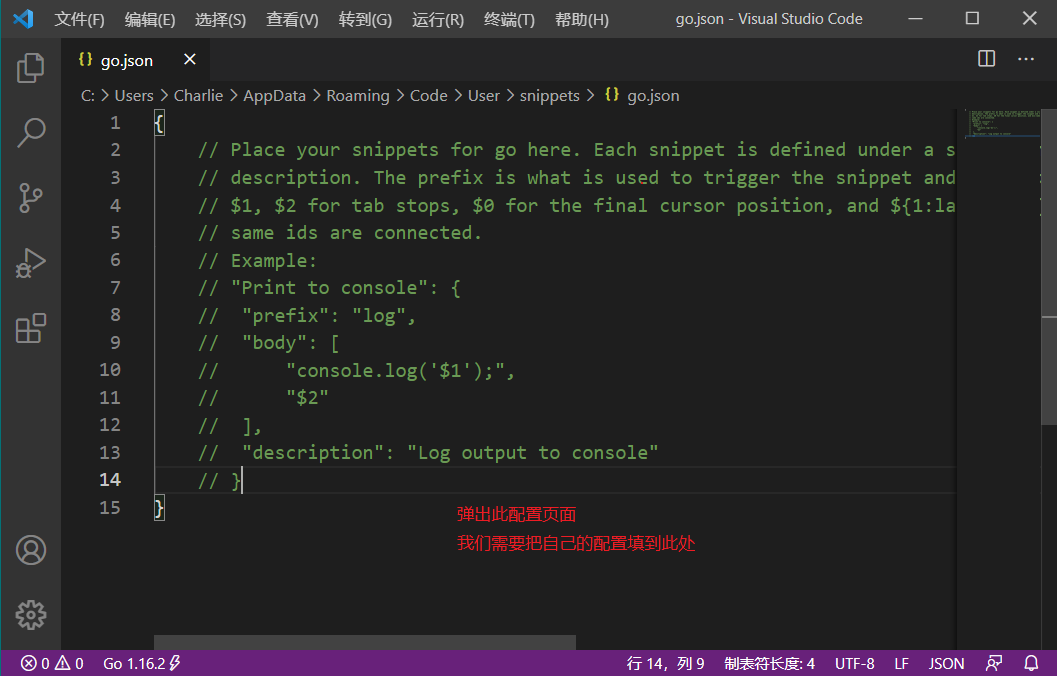 文件(F) 编辑(E) 选择(S) 查看(V) 转到(G) 运行(R) 终端(T) 帮助(H) go.json - Visual Studio Code
{} go.json
C: > Users > Charlie > AppData > Roaming > Code > User > snippets > {} go.json
1 {
2 // Place your snippets for go here. Each snippet is defined under a s
3 // description. The prefix is what is used to trigger the snippet and
4 // $1, $2 for tab stops, $0 for the final cursor position, and ${1:la
5 // same ids are connected.
6 // Example:
7 // "Print to console": {
8 // "prefix": "log",
9 // "body": [
10 // "console.log('$1');",
11 // "$2"
12 // ],
13 // "description": "Log output to console"
14 // }
15 }
弹出此配置页面
我们需要把自己的配置填到此处
0 0 Go 1.16.2 行 14，列 9 制表符长度: 4 UTF-8 LF JSON